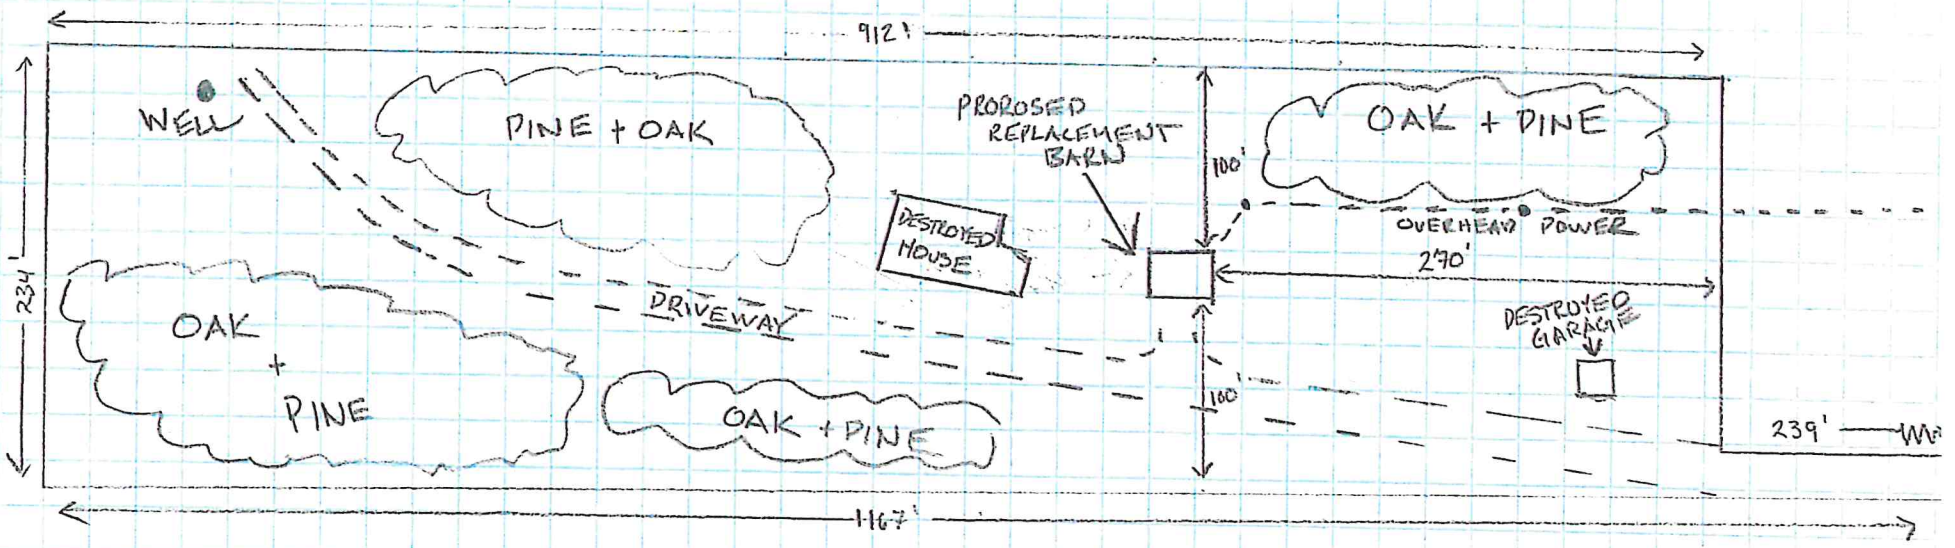 912'
WELL
PINE + OAK
PROPOSED
REPLACEMENT
BARN
100'
OAK + PINE
DESTROYED
HOUSE
OVERHEAD POWER
270'
234'
DRIVEWAY
DESTROYED
GARAGE
OAK
+
PINE
OAK + PINE
100'
239'
1167'